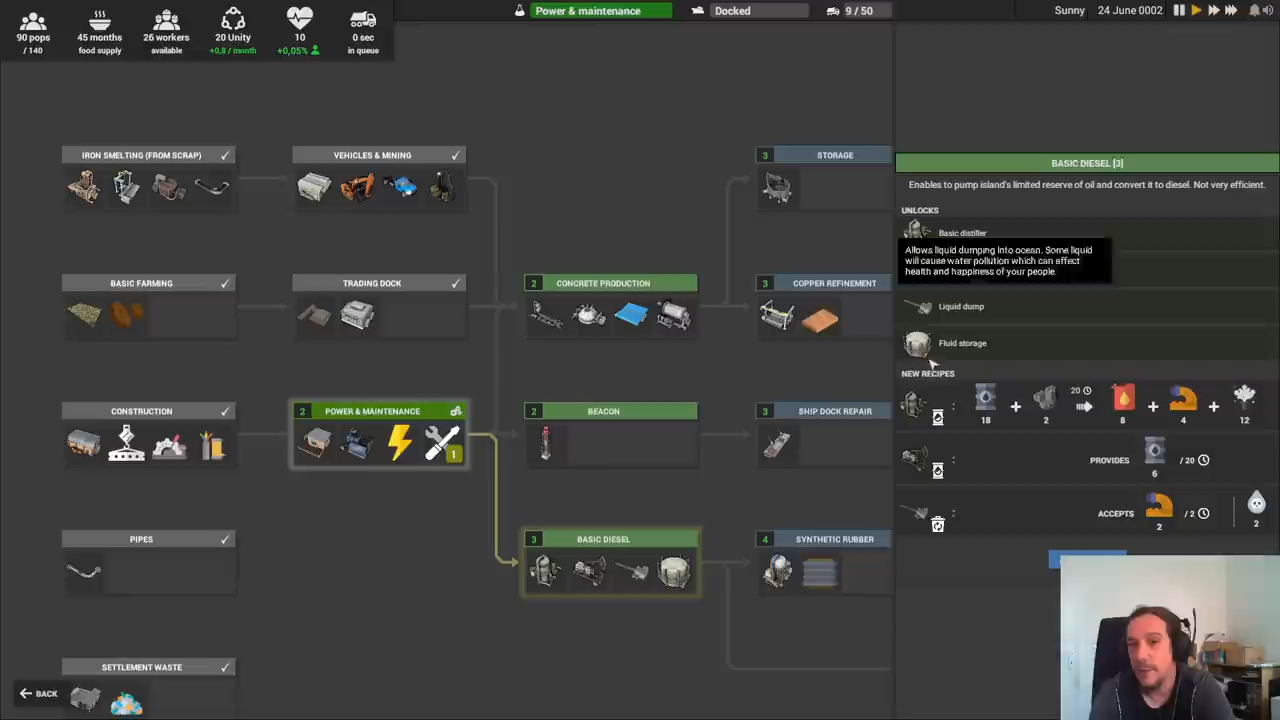 90 pops
/ 140
45 months
food supply
26 workers
available
20 Unity
+0,8 / month
10
+0,05%
0 sec
in queue
Power & maintenance
Docked
9 / 50
Sunny
24 June 0002
IRON SMELTING (FROM SCRAP)
VEHICLES & MINING
3 STORAGE
BASIC FARMING
TRADING DOCK
2 CONCRETE PRODUCTION
3 COPPER REFINEMENT
CONSTRUCTION
2 POWER & MAINTENANCE
1
2 BEACON
3 SHIP DOCK REPAIR
PIPES
3 BASIC DIESEL
4 SYNTHETIC RUBBER
SETTLEMENT WASTE
BACK
BASIC DIESEL [3]
Enables to pump island's limited reserve of oil and convert it to diesel. Not very efficient.
UNLOCKS
Basic distiller
Allows liquid dumping into ocean. Some liquid
will cause water pollution which can affect
health and happiness of your people.
Liquid dump
Fluid storage
NEW RECIPES
: 18 + 2 20 8 + 4 + 12
: PROVIDES 6 / 20
: ACCEPTS 2 / 2 2